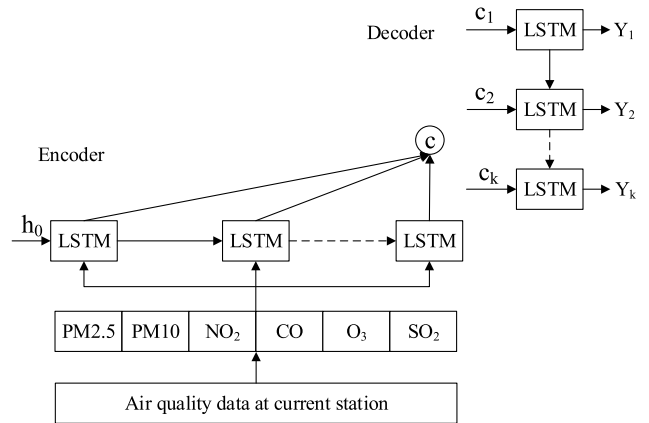 Decoder
c₁ LSTM Y₁
c₂ LSTM Y₂
c
Encoder
cₖ LSTM Yₖ
h₀ LSTM LSTM LSTM
PM2.5 PM10 NO₂ CO O₃ SO₂
Air quality data at current station